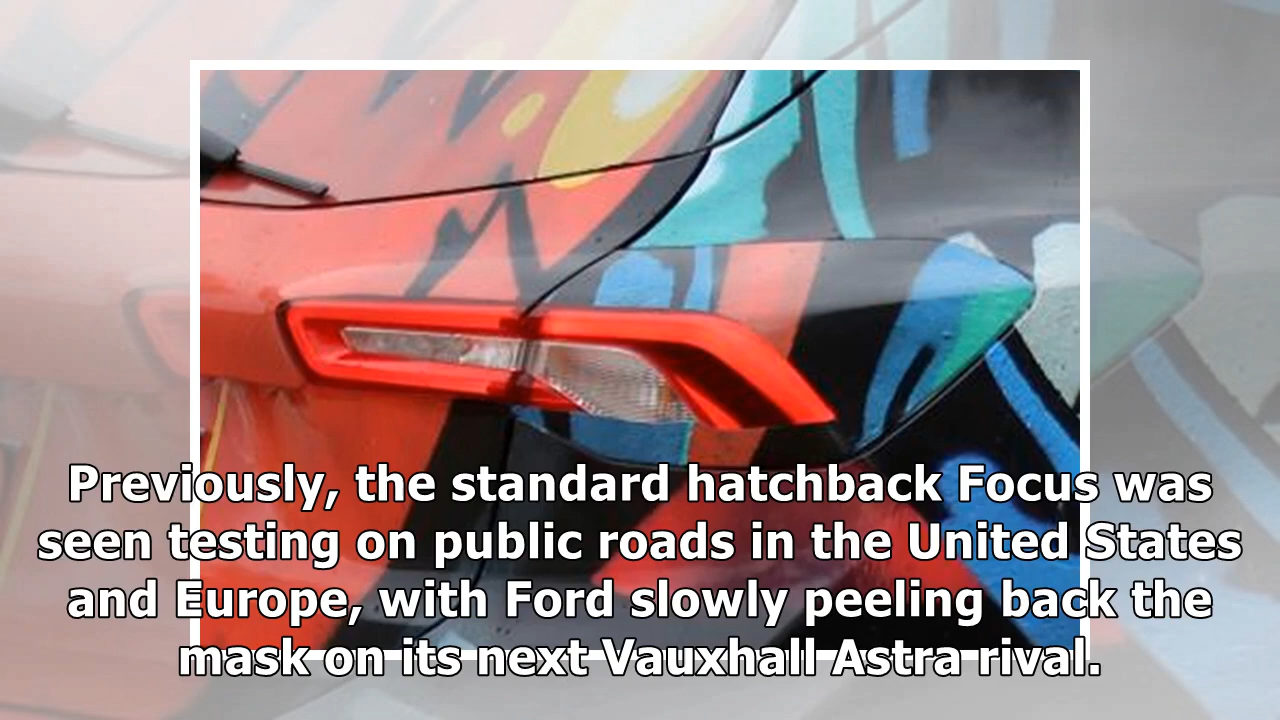 Previously, the standard hatchback Focus was
seen testing on public roads in the United States
and Europe, with Ford slowly peeling back the
mask on its next Vauxhall Astra rival.